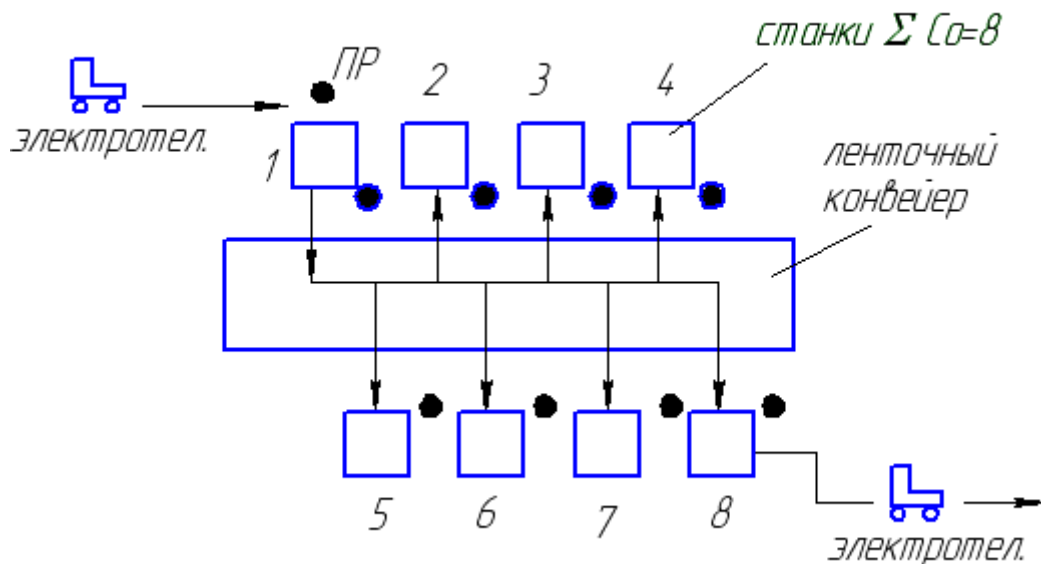 станки Σ Со=8
ПР
2
3
4
электротел.
1
ленточный
конвейер
5
6
7
8
электротел.